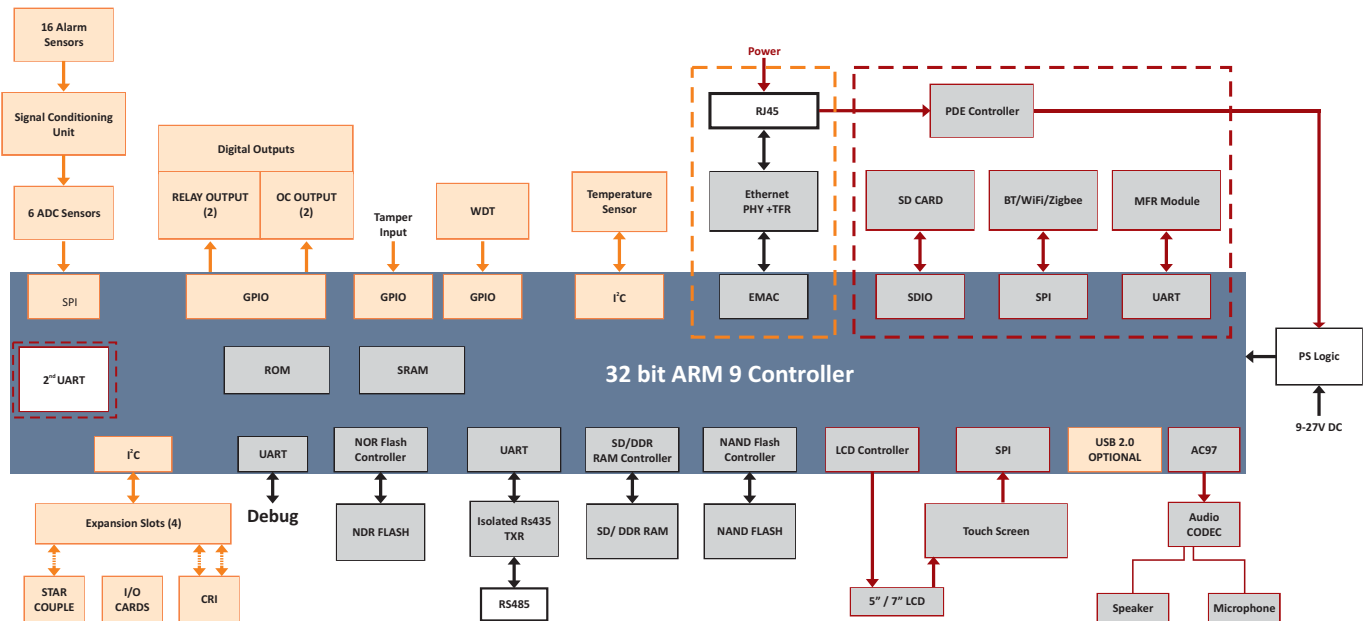 16 Alarm
Sensors
Power
Signal Conditioning
Unit
RJ45
PDE Controller
Digital Outputs
6 ADC Sensors
RELAY OUTPUT
(2)
OC OUTPUT
(2)
Tamper
Input
WDT
Temperature
Sensor
Ethernet
PHY +TFR
SD CARD
BT/WiFi/Zigbee
MFR Module
SPI
GPIO
GPIO
GPIO
I²C
EMAC
SDIO
SPI
UART
2nd UART
ROM
SRAM
32 bit ARM 9 Controller
PS Logic
9-27V DC
I²C
UART
NOR Flash
Controller
UART
SD/DDR
RAM Controller
NAND Flash
Controller
LCD Controller
SPI
USB 2.0
OPTIONAL
AC97
Debug
Expansion Slots (4)
NDR FLASH
Isolated Rs435
TXR
SD/ DDR RAM
NAND FLASH
Touch Screen
Audio
CODEC
STAR
COUPLE
I/O
CARDS
CRI
RS485
5” / 7” LCD
Speaker
Microphone